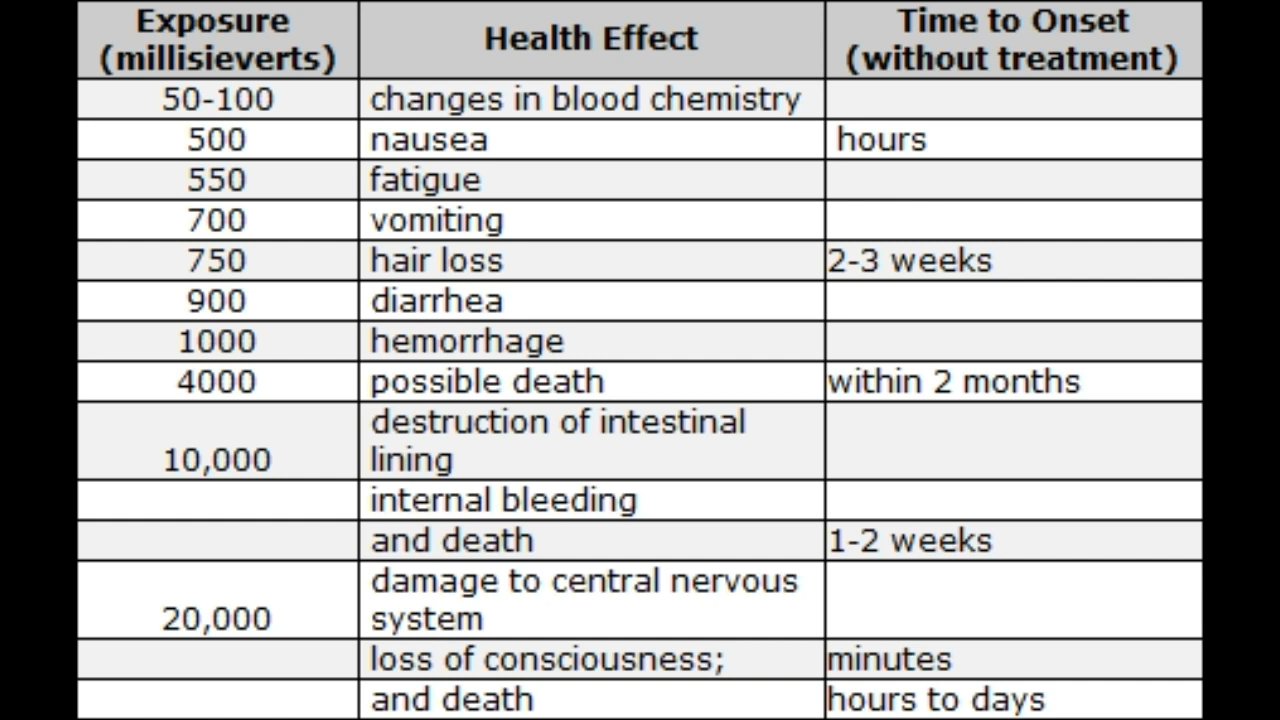 Exposure (millisieverts) Health Effect Time to Onset (without treatment)
50-100 changes in blood chemistry
500 nausea hours
550 fatigue
700 vomiting
750 hair loss 2-3 weeks
900 diarrhea
1000 hemorrhage
4000 possible death within 2 months
destruction of intestinal
10,000 lining
internal bleeding
and death 1-2 weeks
damage to central nervous
20,000 system
loss of consciousness; minutes
and death hours to days